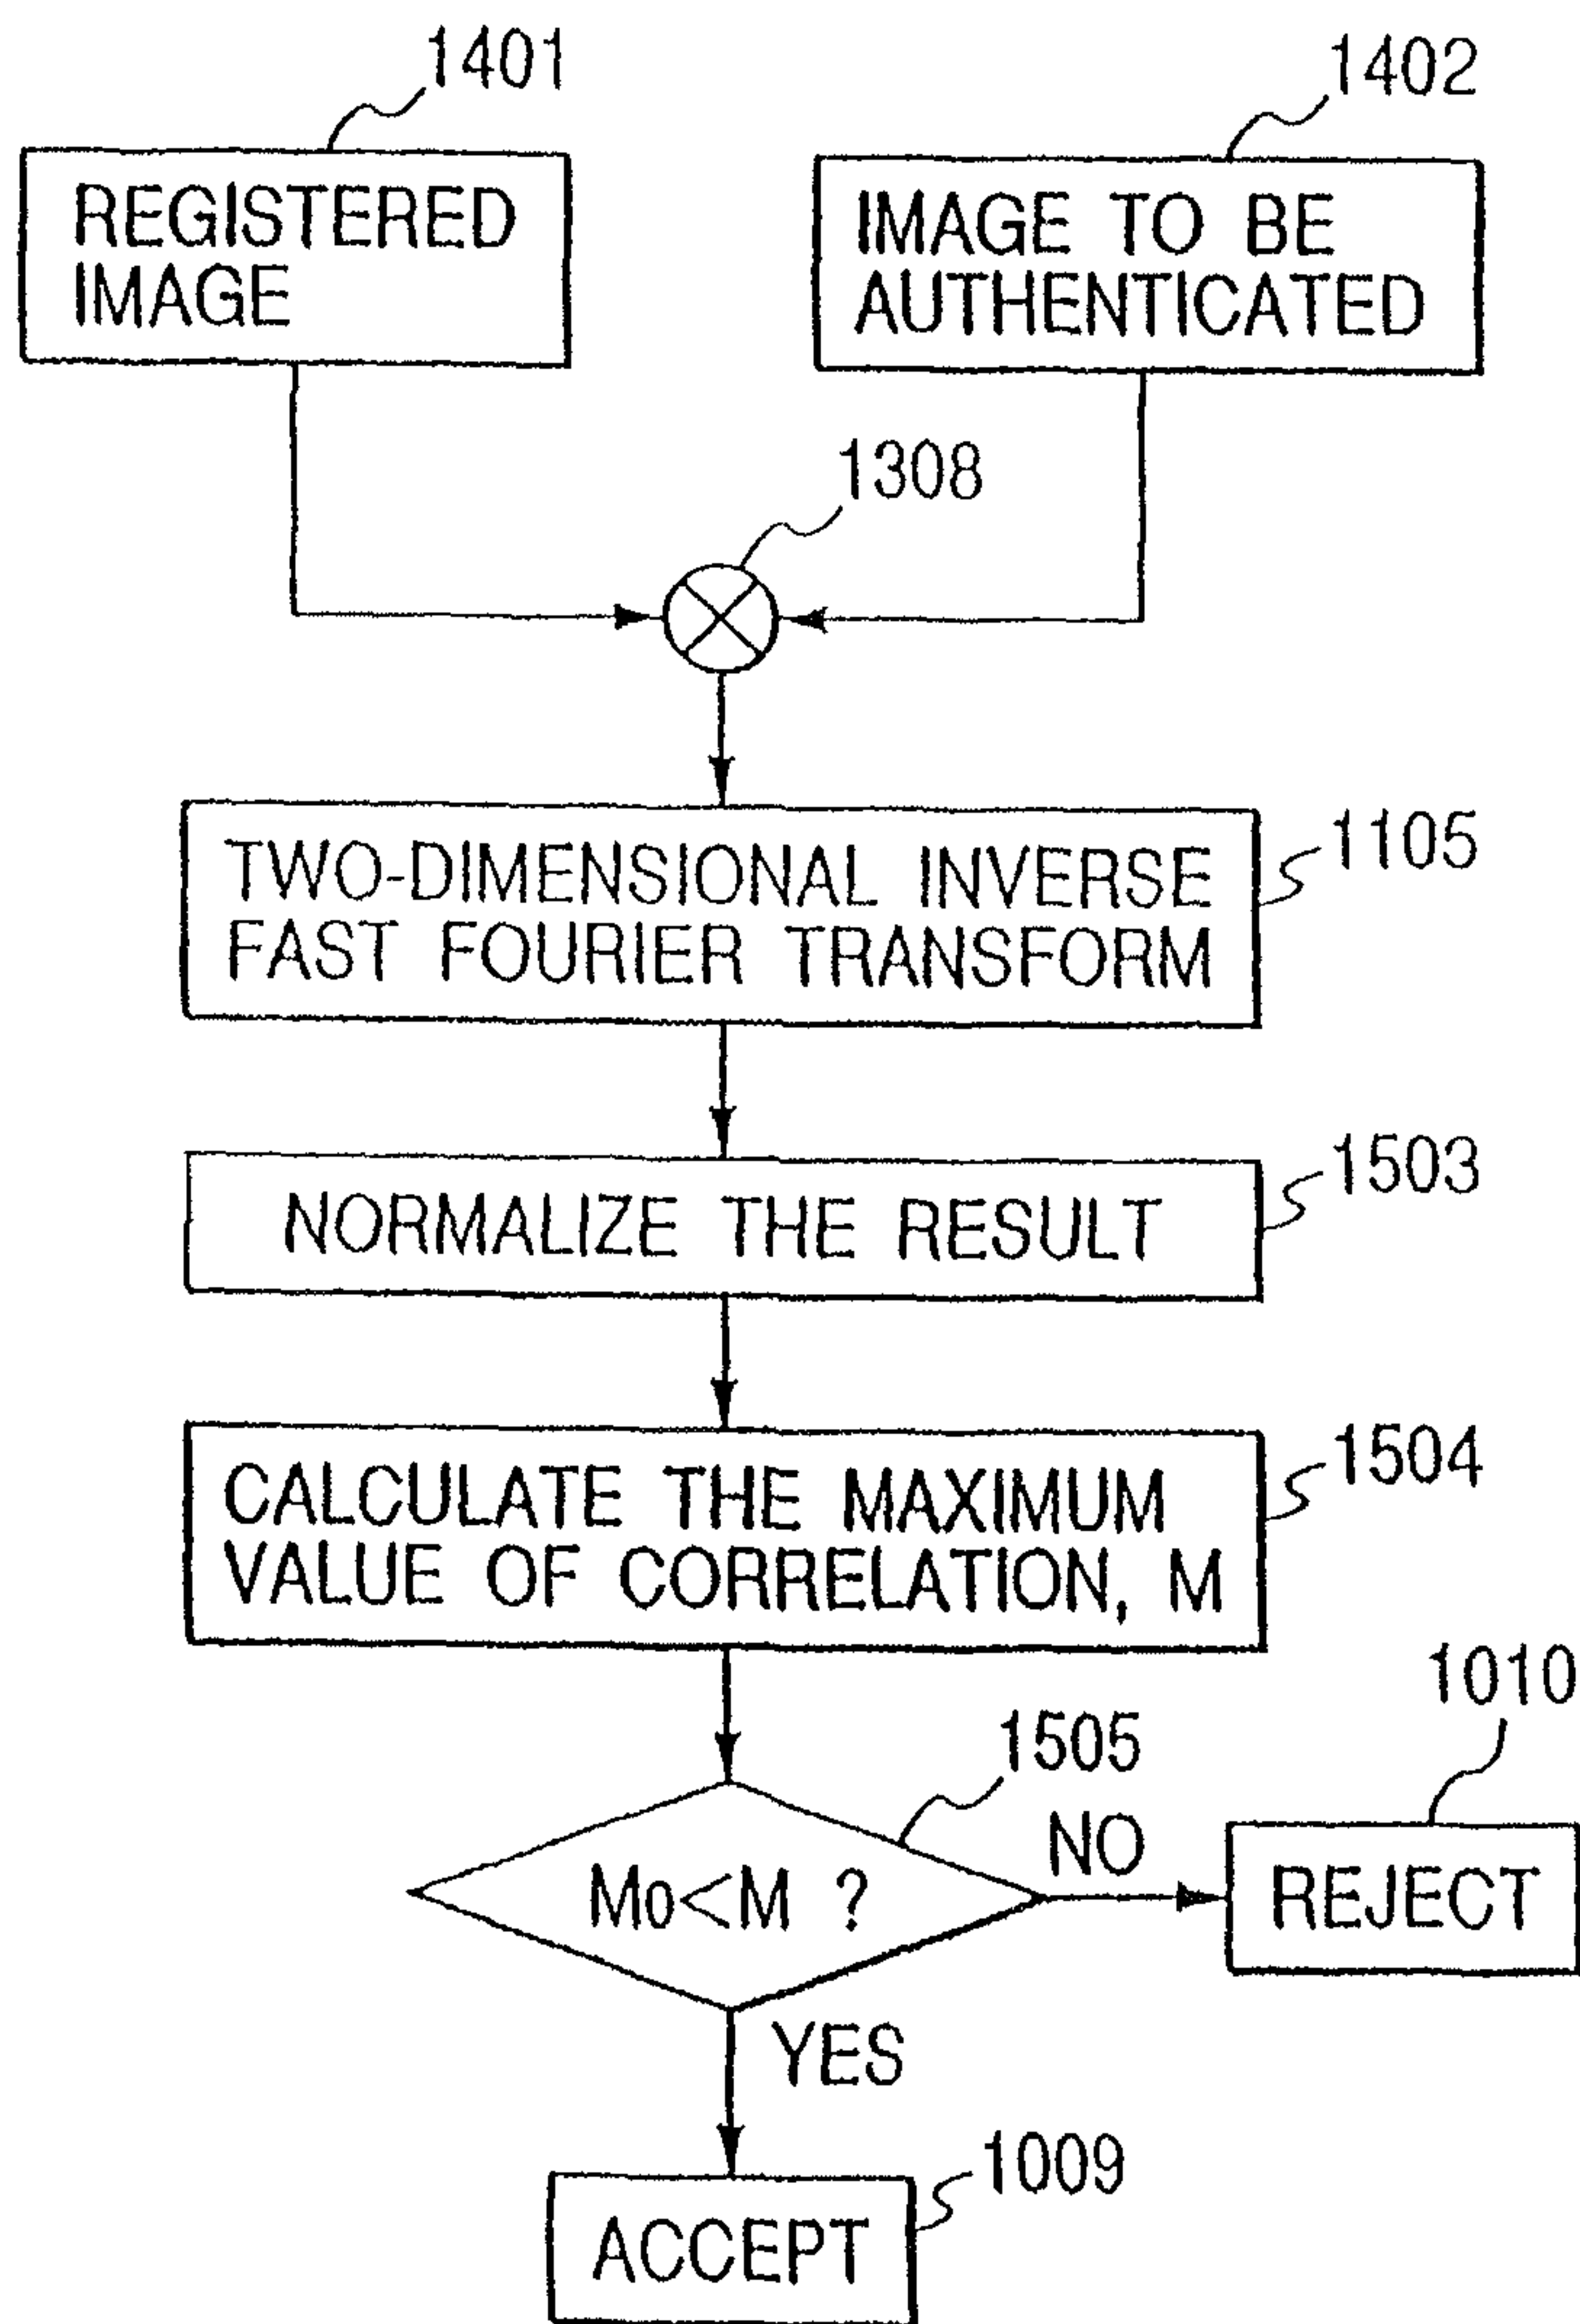 1401
1402
REGISTERED
IMAGE
IMAGE TO BE
AUTHENTICATED
1308
TWO-DIMENSIONAL INVERSE
FAST FOURIER TRANSFORM
1105
NORMALIZE THE RESULT
1503
CALCULATE THE MAXIMUM
VALUE OF CORRELATION, M
1504
1010
1505
NO
Mo<M ?
REJECT
YES
1009
ACCEPT